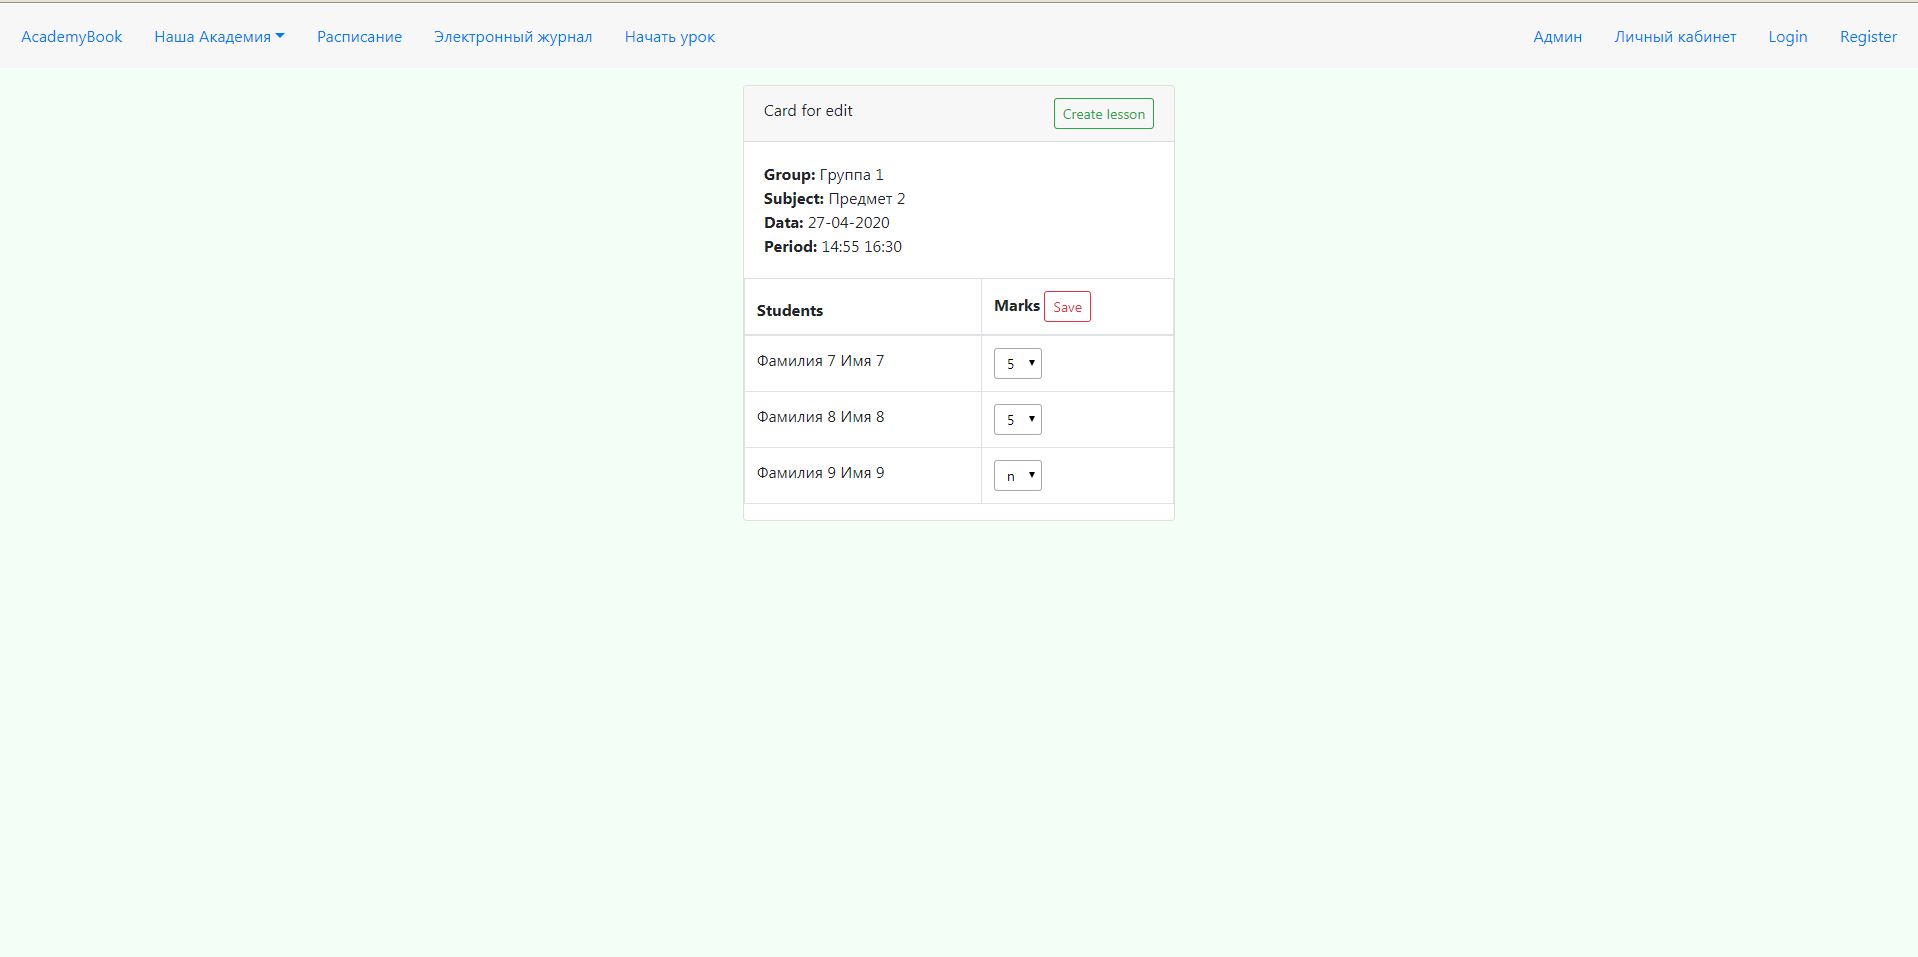 AcademyBook Наша Академия Расписание Электронный журнал Начать урок Админ Личный кабинет Login Register
Card for edit Create lesson
Group: Группа 1
Subject: Предмет 2
Data: 27-04-2020
Period: 14:55 16:30
Students Marks Save
Фамилия 7 Имя 7 5
Фамилия 8 Имя 8 5
Фамилия 9 Имя 9 n